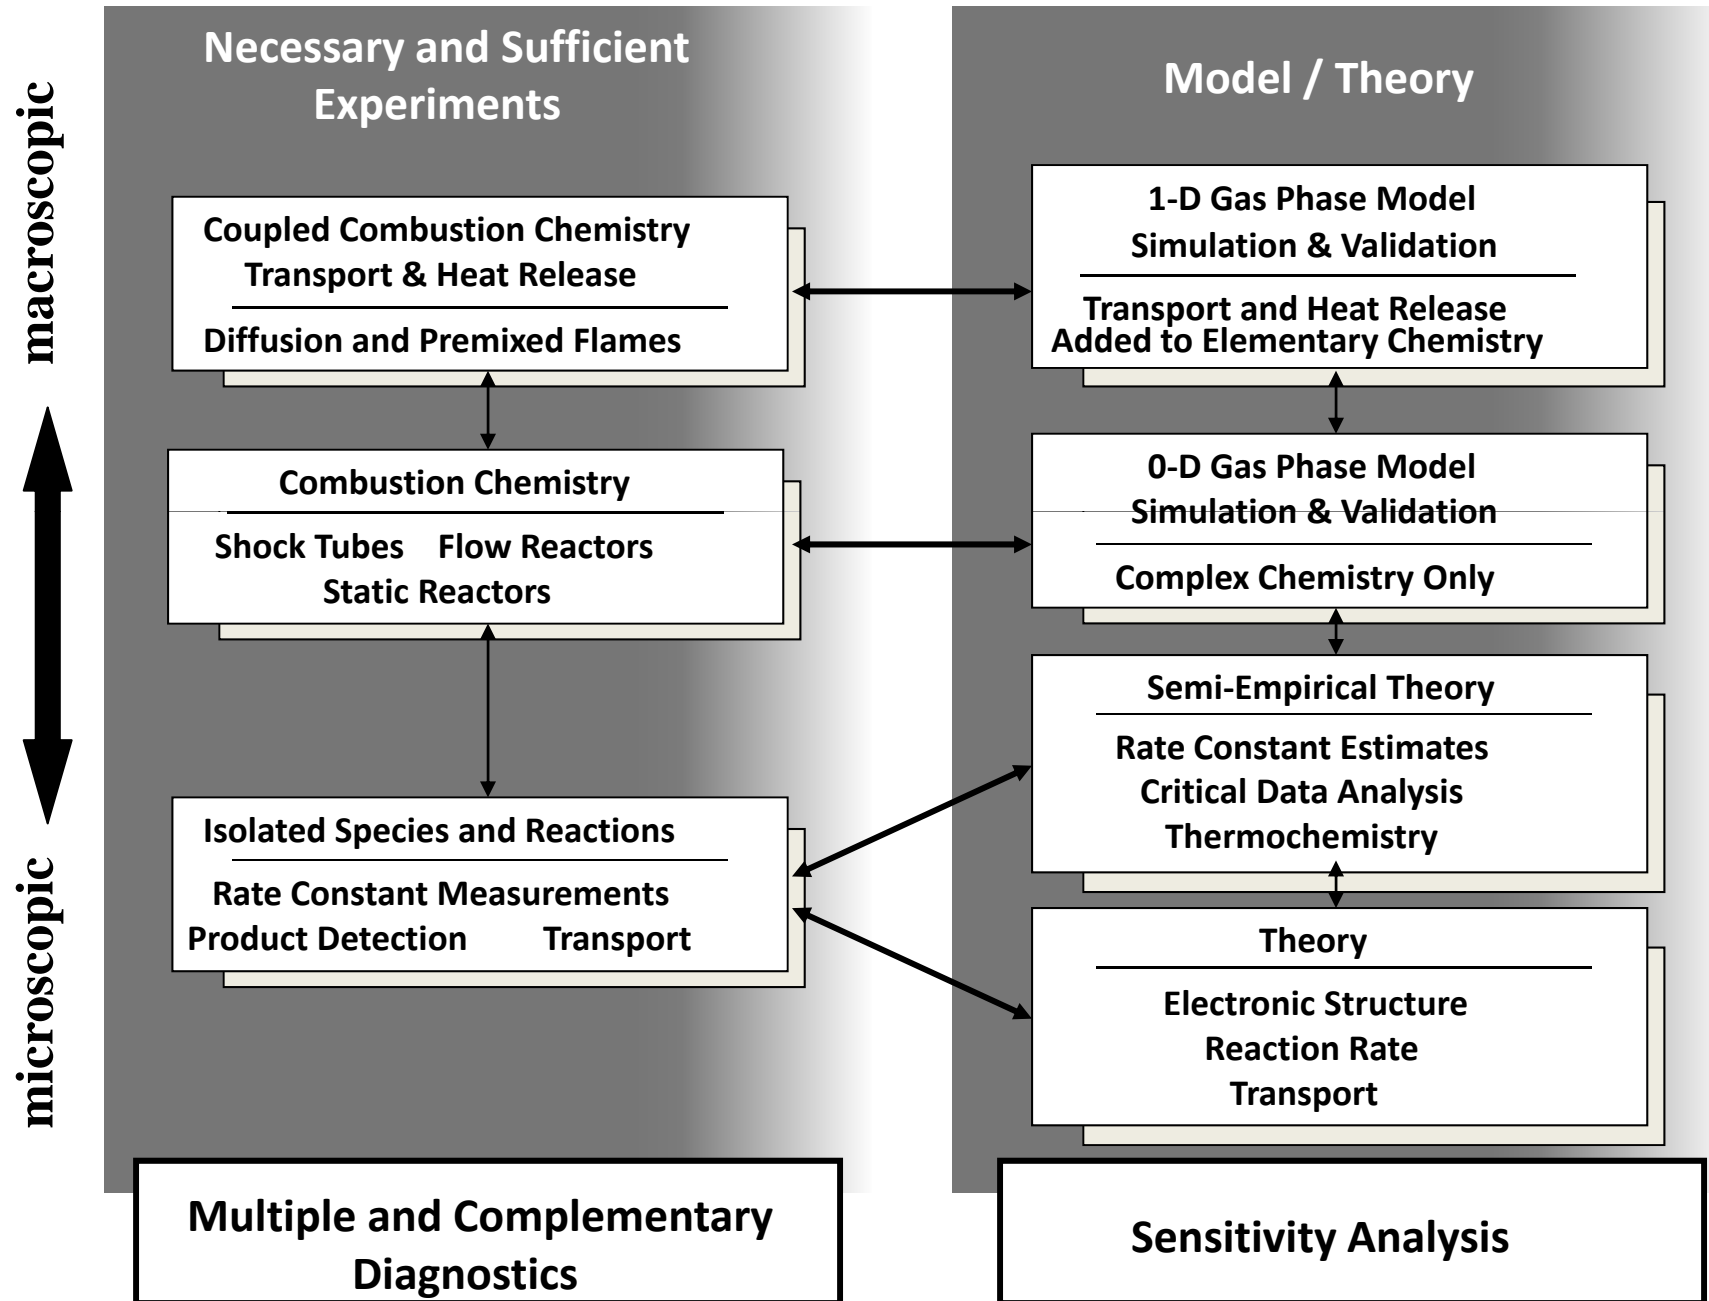 macroscopic
microscopic
Necessary and Sufficient
Experiments
Coupled Combustion Chemistry
Transport & Heat Release
Diffusion and Premixed Flames
Combustion Chemistry
Shock Tubes Flow Reactors
Static Reactors
Isolated Species and Reactions
Rate Constant Measurements
Product Detection Transport
Multiple and Complementary
Diagnostics
Model / Theory
1-D Gas Phase Model
Simulation & Validation
Transport and Heat Release
Added to Elementary Chemistry
0-D Gas Phase Model
Simulation & Validation
Complex Chemistry Only
Semi-Empirical Theory
Rate Constant Estimates
Critical Data Analysis
Thermochemistry
Theory
Electronic Structure
Reaction Rate
Transport
Sensitivity Analysis